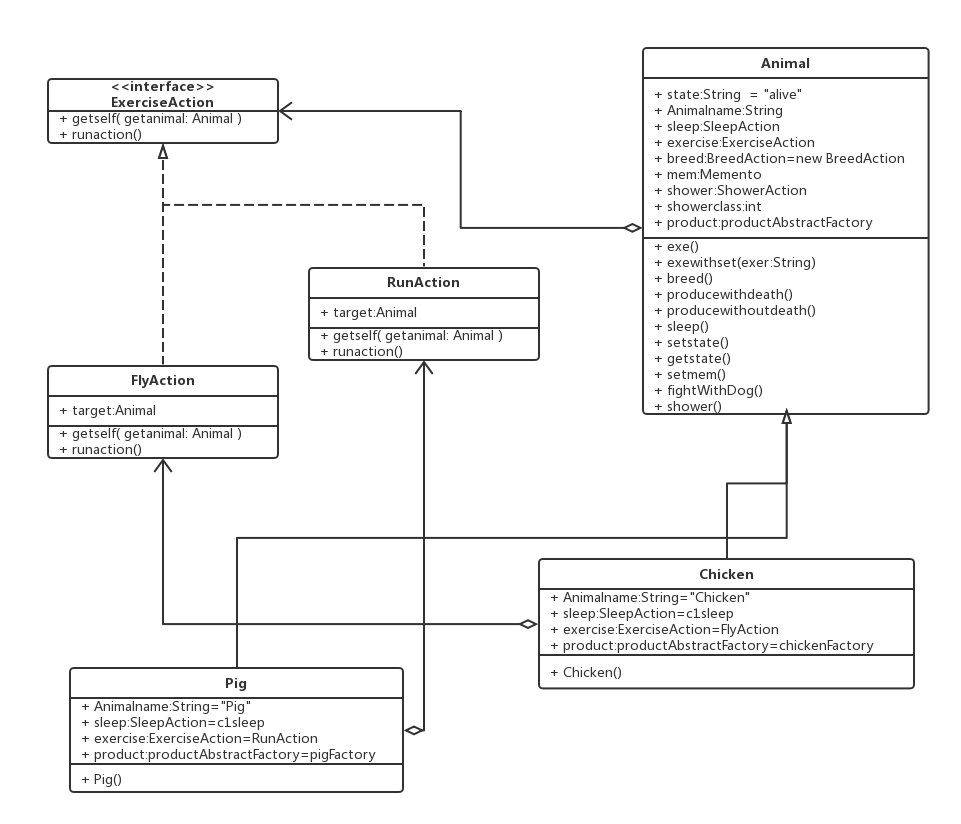 <<interface>>
ExerciseAction
+ getself( getanimal: Animal )
+ runaction()
Animal
+ state:String  = "alive"
+ Animalname:String
+ sleep:SleepAction
+ exercise:ExerciseAction
+ breed:BreedAction=new BreedAction
+ mem:Memento
+ shower:ShowerAction
+ showerclass:int
+ product:productAbstractFactory
+ exe()
+ exewithset(exer:String)
+ breed()
+ producewithdeath()
+ producewithoutdeath()
+ sleep()
+ setstate()
+ getstate()
+ setmem()
+ fightWithDog()
+ shower()
RunAction
+ target:Animal
+ getself( getanimal: Animal )
+ runaction()
FlyAction
+ target:Animal
+ getself( getanimal: Animal )
+ runaction()
Chicken
+ Animalname:String="Chicken"
+ sleep:SleepAction=c1sleep
+ exercise:ExerciseAction=FlyAction
+ product:productAbstractFactory=chickenFactory
+ Chicken()
Pig
+ Animalname:String="Pig"
+ sleep:SleepAction=c1sleep
+ exercise:ExerciseAction=RunAction
+ product:productAbstractFactory=pigFactory
+ Pig()